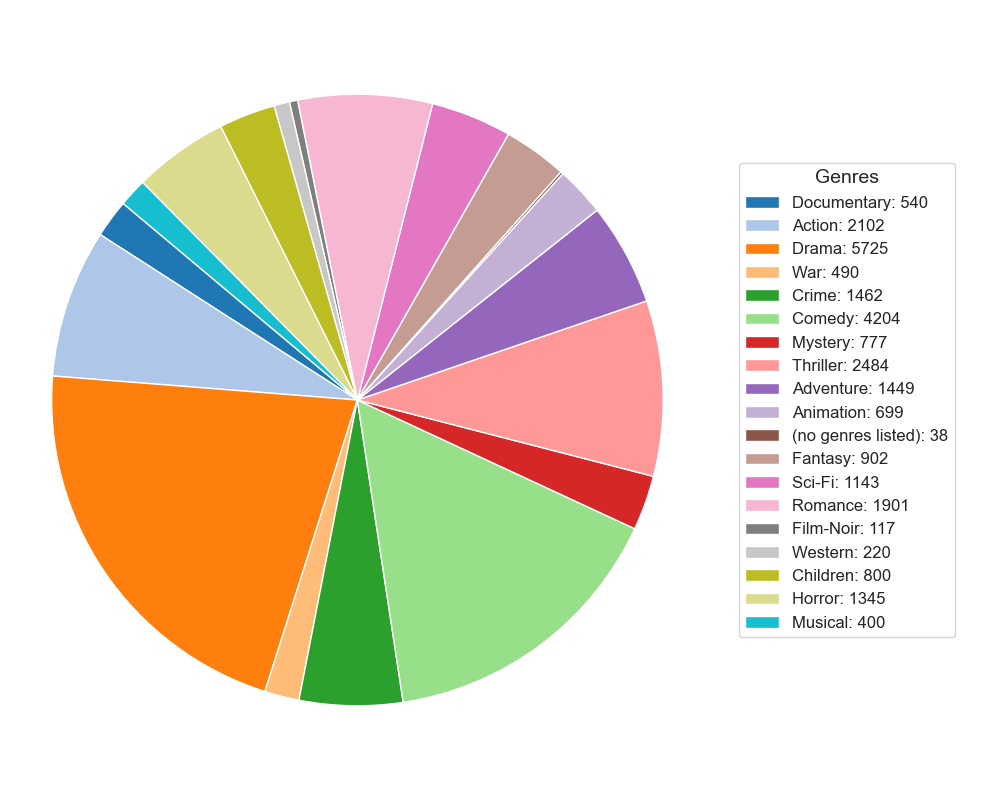 Genres
Documentary: 540
Action: 2102
Drama: 5725
War: 490
Crime: 1462
Comedy: 4204
Mystery: 777
Thriller: 2484
Adventure: 1449
Animation: 699
(no genres listed): 38
Fantasy: 902
Sci-Fi: 1143
Romance: 1901
Film-Noir: 117
Western: 220
Children: 800
Horror: 1345
Musical: 400